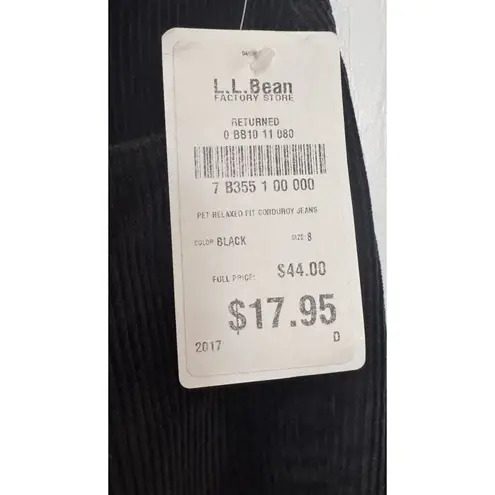 L.L.Bean
FACTORY STORE
RETURNED
0 BB10 11 080
7 B355 1 00 000
PET RELAXED FIT CORDUROY JEANS
COLOR BLACK SIZE 8
FULL PRICE: $44.00
$17.95
2017 D